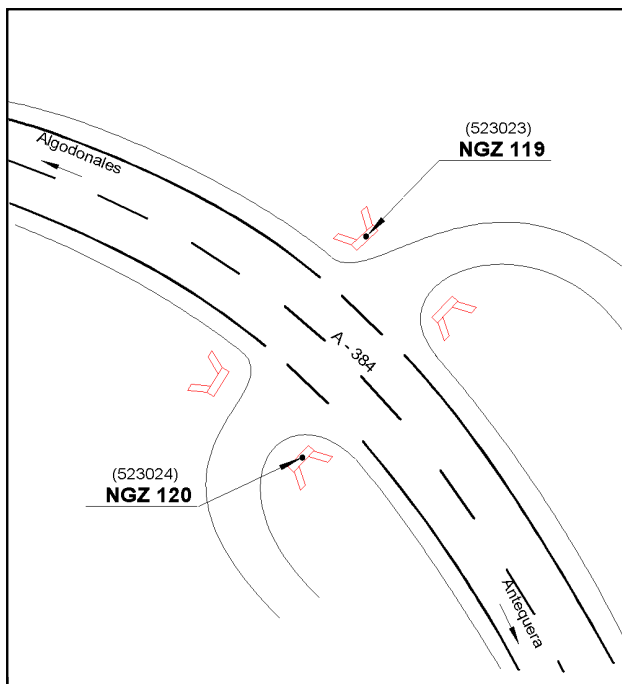 (523023)
NGZ 119
Algodonales
A - 384
(523024)
NGZ 120
Antequera